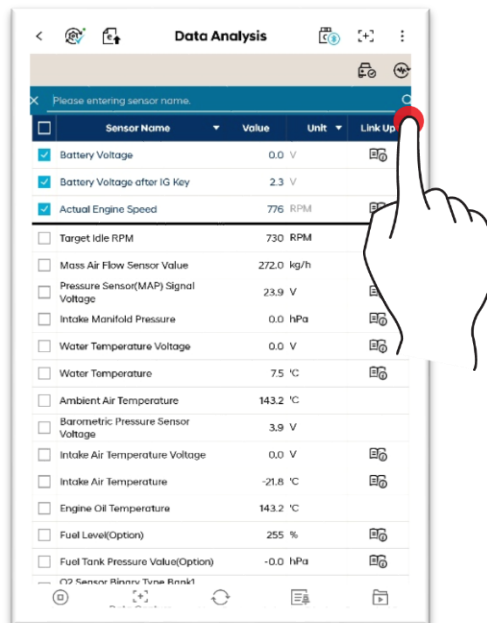 Data Analysis
Please entering sensor name.
Sensor Name Value Unit Link Up
Battery Voltage 0.0 V
Battery Voltage after IG Key 2.3 V
Actual Engine Speed 776 RPM
Target Idle RPM 730 RPM
Mass Air Flow Sensor Value 272.0 kg/h
Pressure Sensor(MAP) Signal
Voltage 23.9 V
Intake Manifold Pressure 0.0 hPa
Water Temperature Voltage 0.0 V
Water Temperature 7.5 'C
Ambient Air Temperature 143.2 'C
Barometric Pressure Sensor
Voltage 3.9 V
Intake Air Temperature Voltage 0.0 V
Intake Air Temperature -21.8 'C
Engine Oil Temperature 143.2 'C
Fuel Level(Option) 255 %
Fuel Tank Pressure Value(Option) -0.0 hPa
O2 Sensor Binary Type Bank1